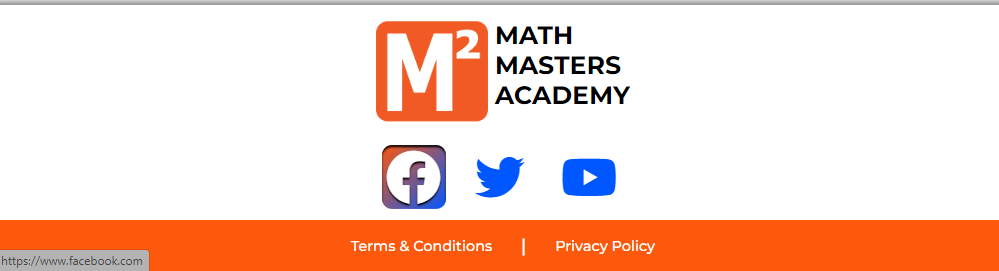 M²
MATH
MASTERS
ACADEMY
Terms & Conditions | Privacy Policy
https://www.facebook.com